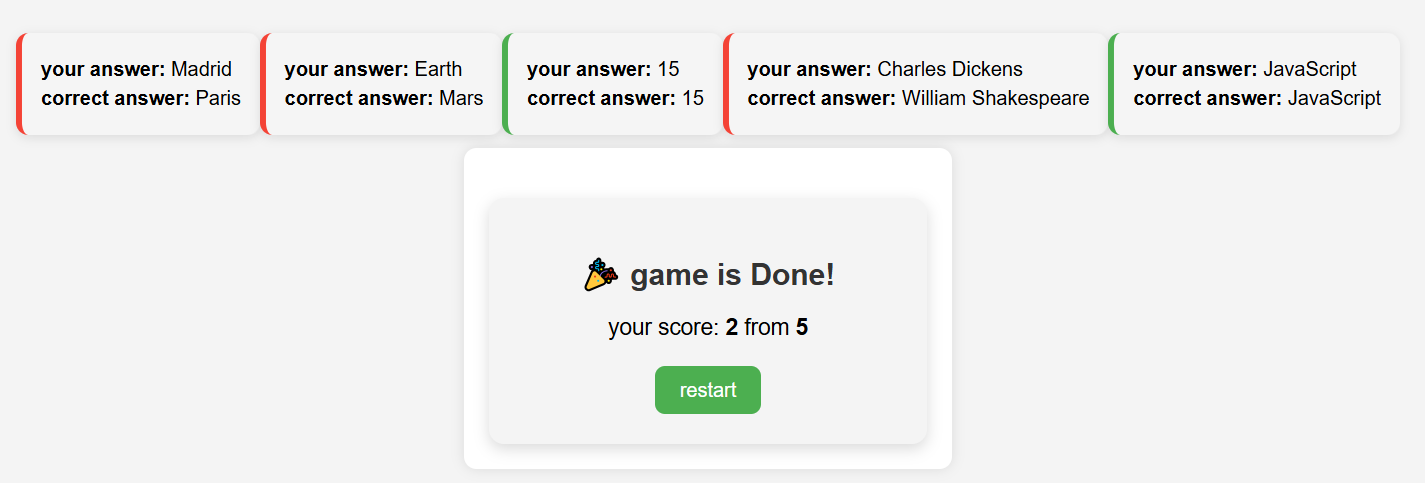 your answer: Madrid
correct answer: Paris
your answer: Earth
correct answer: Mars
your answer: 15
correct answer: 15
your answer: Charles Dickens
correct answer: William Shakespeare
your answer: JavaScript
correct answer: JavaScript
🎉 game is Done!
your score: 2 from 5
restart